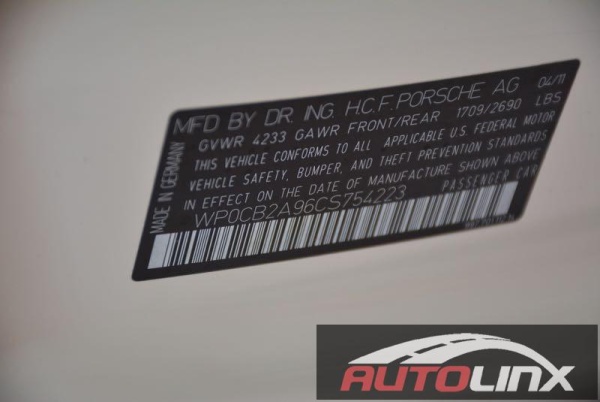 MFD BY DR. ING. H.C.F. PORSCHE AG 04/11
GVWR 4233 GAWR FRONT/REAR 1709/2690 LBS
THIS VEHICLE CONFORMS TO ALL APPLICABLE U.S. FEDERAL MOTOR
VEHICLE SAFETY, BUMPER, AND THEFT PREVENTION STANDARDS
IN EFFECT ON THE DATE OF MANUFACTURE SHOWN ABOVE
WP0CB2A96CS754223 PASSENGER CAR
MADE IN GERMANY
AUTOLINX